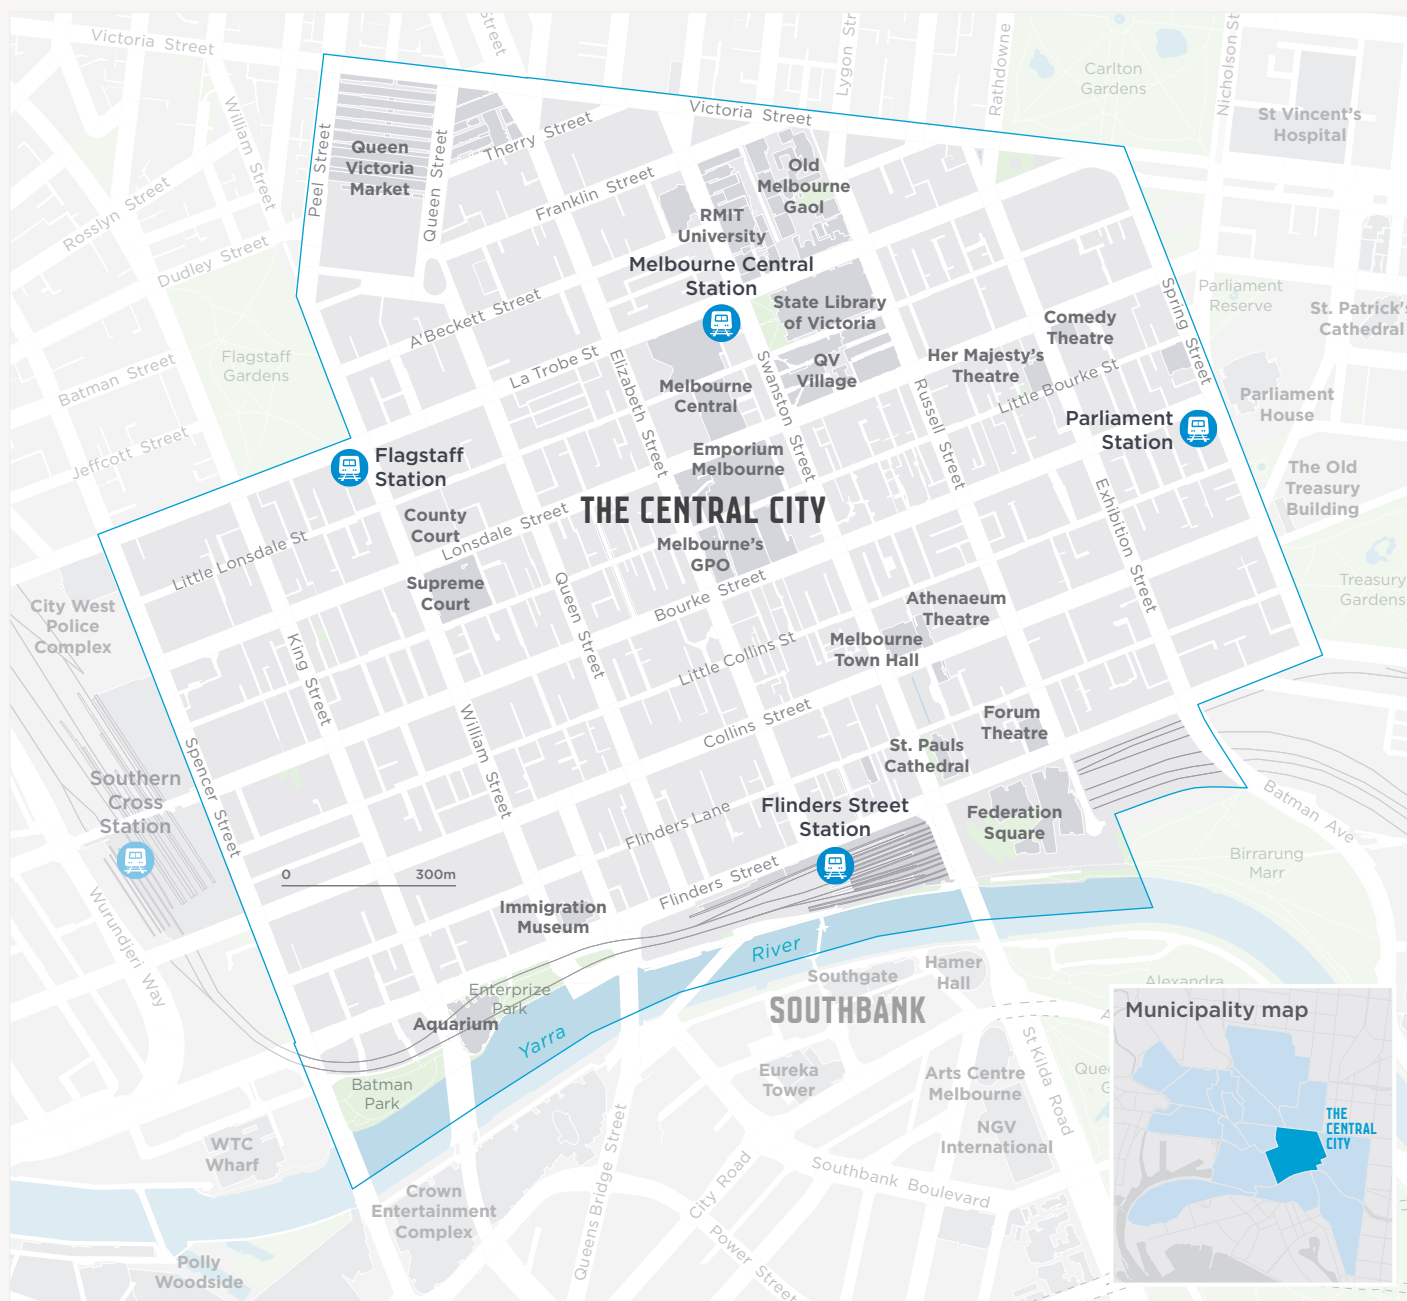 Victoria Street
Street
Lygon Str
Rathdowne
Nicholson St
Carlton
Gardens
St Vincent's
Hospital
William Street
Victoria Street
Peel Street
Queen
Victoria
Market
Queen Street
Therry Street
Franklin Street
Old
Melbourne
Gaol
RMIT
University
Rosslyn Street
Dudley Street
Melbourne Central
Station
State Library
of Victoria
Parliament
Reserve
St. Patrick's
Cathedral
Spring Street
A'Beckett Street
Comedy
Theatre
Flagstaff
Gardens
La Trobe St
Elizabeth Street
Swanston Street
QV
Village
Her Majesty's
Theatre
Little Bourke St
Batman Street
Melbourne
Central
Russell Street
Parliament
House
Parliament
Station
Jeffcott Street
Flagstaff
Station
Emporium
Melbourne
The Old
Treasury
Building
Exhibition Street
THE CENTRAL CITY
County
Court
Lonsdale Street
Little Lonsdale St
Melbourne's
GPO
Supreme
Court
Queen Street
Bourke Street
Treasury
Gardens
Athenaeum
Theatre
City West
Police
Complex
King Street
Melbourne
Town Hall
Little Collins St
William Street
Collins Street
Forum
Theatre
St. Pauls
Cathedral
Spencer Street
Southern
Cross
Station
Flinders Lane
Flinders Street
Station
Federation
Square
Batman Ave
Birrarung
Marr
0
300m
Flinders Street
Immigration
Museum
Wurundjeri Way
River
Southgate
Hamer
Hall
Enterprize
Park
SOUTHBANK
Alexandra
Aquarium
Yarra
A
St Kilda Road
Municipality map
Batman
Park
Eureka
Tower
Arts Centre
Melbourne
Que
G
THE
CENTRAL
CITY
NGV
International
WTC
Wharf
Queens Bridge Street
City Road
Southbank Boulevard
Crown
Entertainment
Complex
Power Street
Polly
Woodside